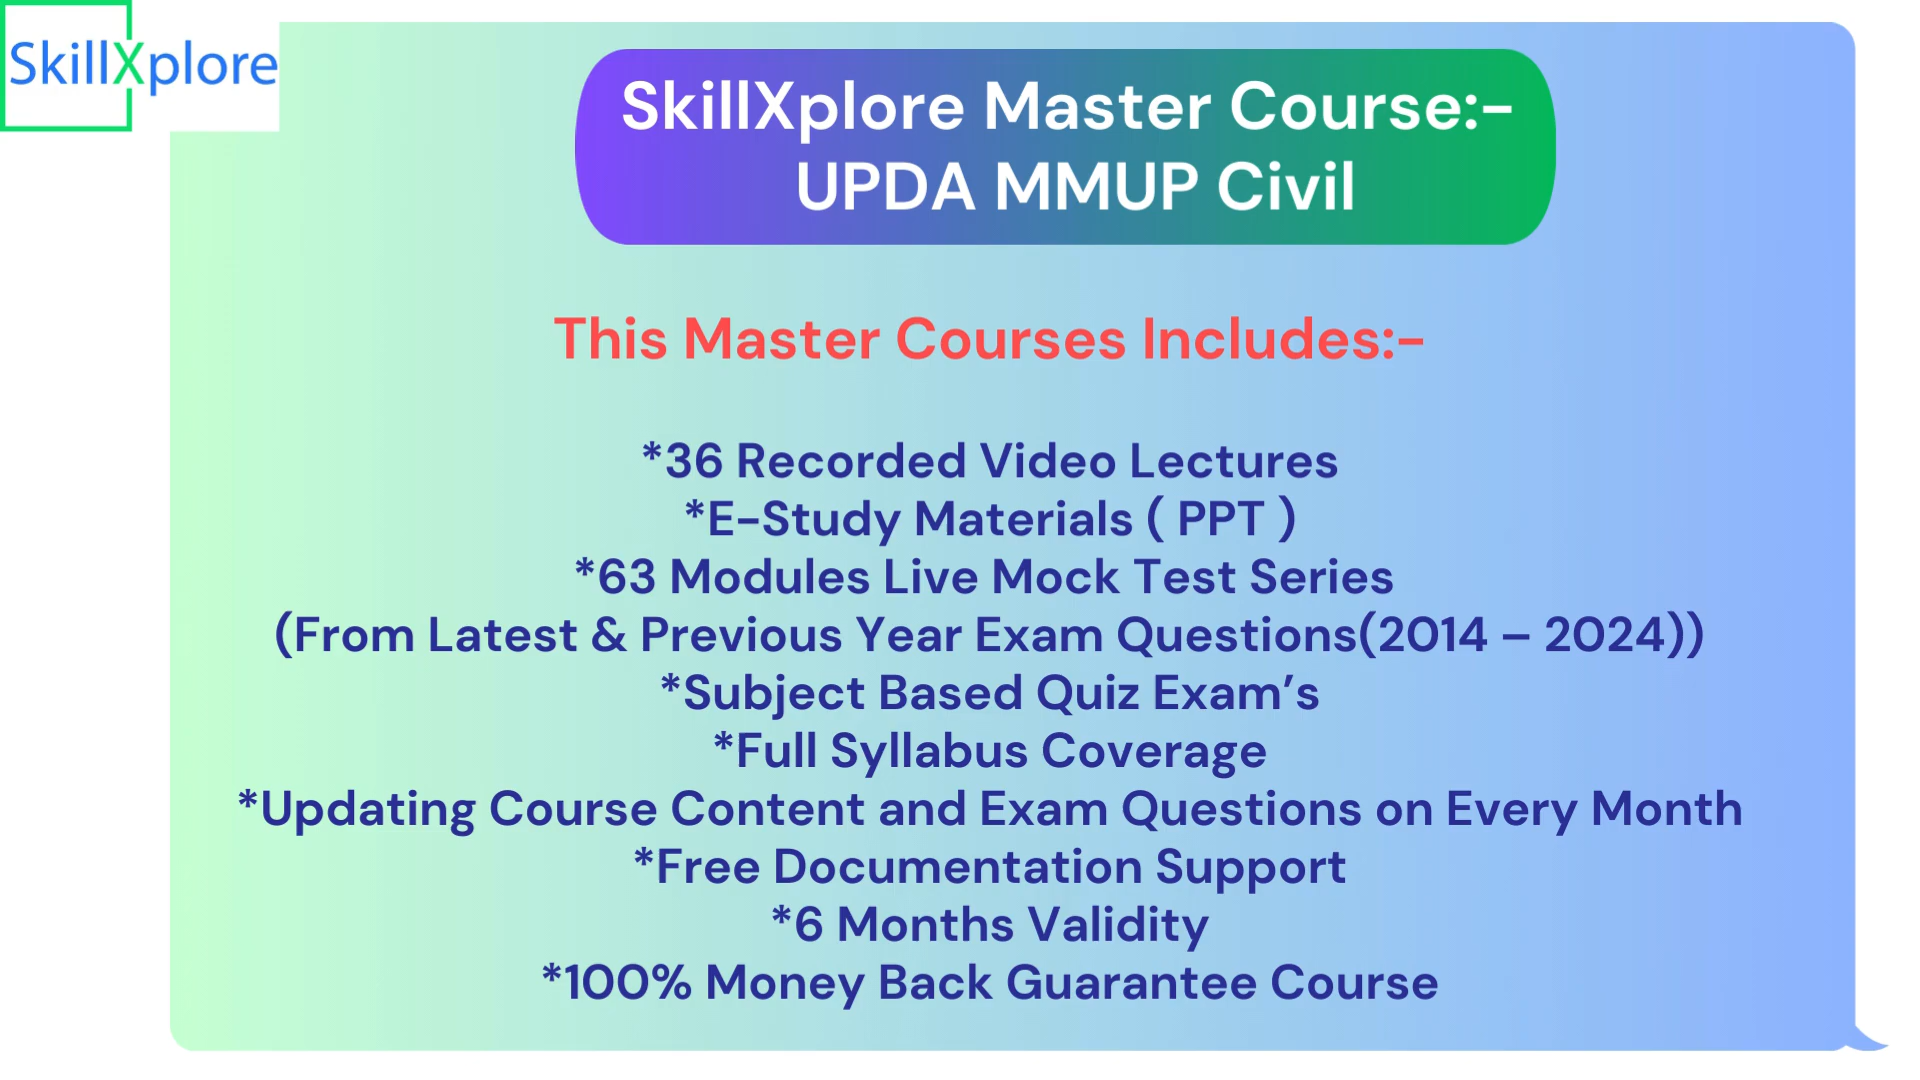 SkillXplore
SkillXplore Master Course:-
UPDA MMUP Civil
This Master Courses Includes:-
*36 Recorded Video Lectures
*E-Study Materials ( PPT )
*63 Modules Live Mock Test Series
(From Latest & Previous Year Exam Questions(2014 – 2024))
*Subject Based Quiz Exam’s
*Full Syllabus Coverage
*Updating Course Content and Exam Questions on Every Month
*Free Documentation Support
*6 Months Validity
*100% Money Back Guarantee Course